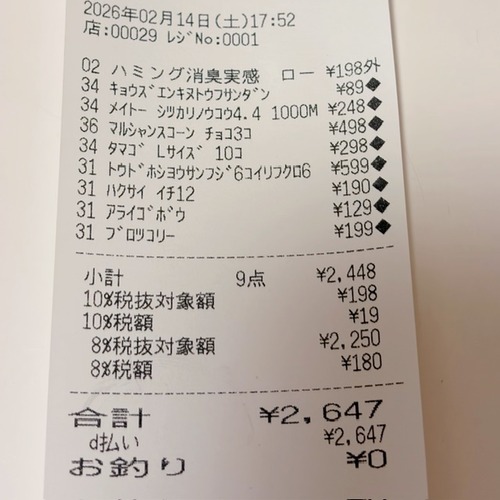 2026年02月14日(土)17:52
店:00029 レジNo:0001
02 ハミング消臭実感 ロー ¥198外
34 キョウズエンキヌトウフサンダン ¥89◆
34 メイトー シツカリノウコウ4.4 1000M ¥248◆
36 マルシャンスコーン チョコ3コ ¥498◆
34 タマゴ Lサイズ 10コ ¥298◆
31 トウドホシヨウサンフジ6コイリフクロ6 ¥599◆
31 ハクサイ イチ12 ¥190◆
31 アライゴボウ ¥129◆
31 ブロツコリー ¥199◆
小計 9点 ¥2,448
10%税抜対象額 ¥198
10%税額 ¥19
8%税抜対象額 ¥2,250
8%税額 ¥180
合計 ¥2,647
d払い ¥2,647
お釣り ¥0